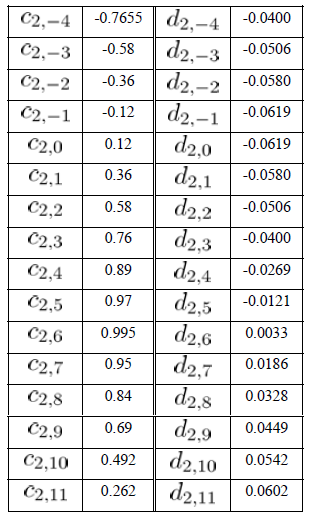 c2,−4 -0.7655 d2,−4 -0.0400
c2,−3 -0.58 d2,−3 -0.0506
c2,−2 -0.36 d2,−2 -0.0580
c2,−1 -0.12 d2,−1 -0.0619
c2,0 0.12 d2,0 -0.0619
c2,1 0.36 d2,1 -0.0580
c2,2 0.58 d2,2 -0.0506
c2,3 0.76 d2,3 -0.0400
c2,4 0.89 d2,4 -0.0269
c2,5 0.97 d2,5 -0.0121
c2,6 0.995 d2,6 0.0033
c2,7 0.95 d2,7 0.0186
c2,8 0.84 d2,8 0.0328
c2,9 0.69 d2,9 0.0449
c2,10 0.492 d2,10 0.0542
c2,11 0.262 d2,11 0.0602